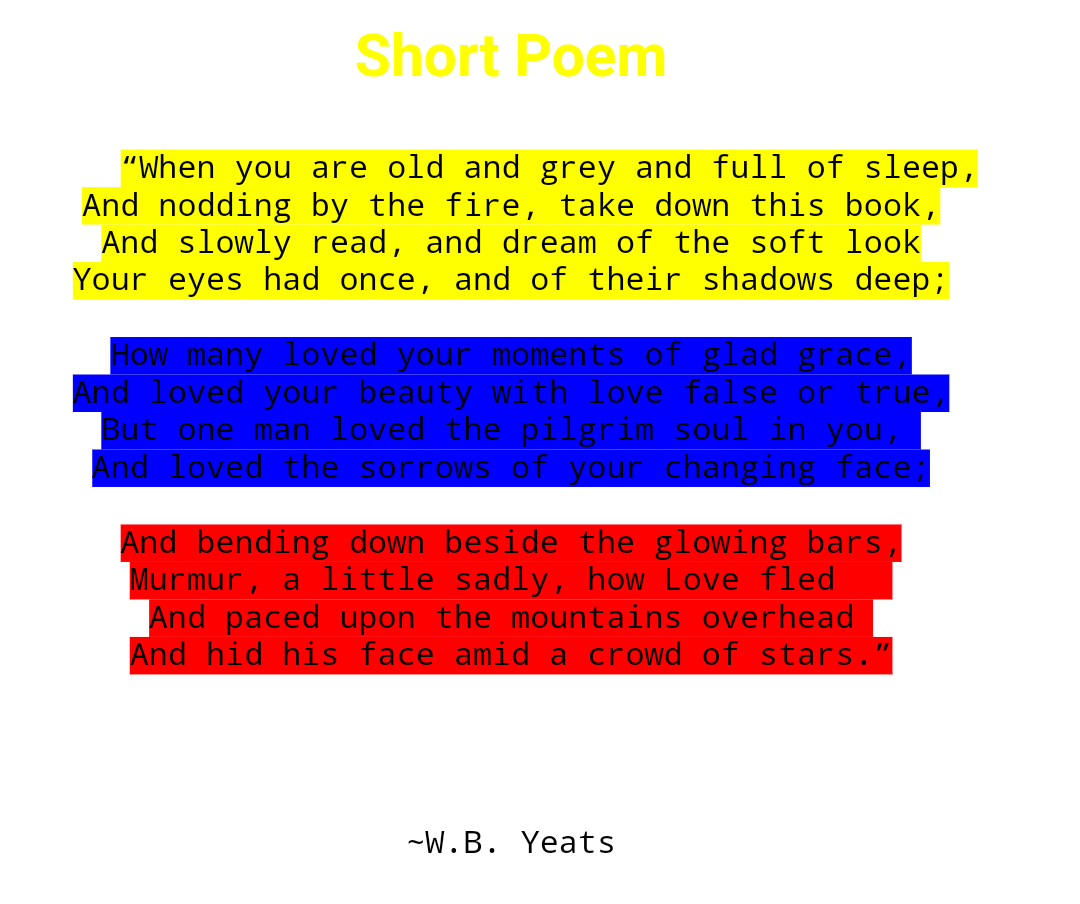 Short Poem
“When you are old and grey and full of sleep,
And nodding by the fire, take down this book,
And slowly read, and dream of the soft look
Your eyes had once, and of their shadows deep;
How many loved your moments of glad grace,
And loved your beauty with love false or true,
But one man loved the pilgrim soul in you,
And loved the sorrows of your changing face;
And bending down beside the glowing bars,
Murmur, a little sadly, how Love fled
And paced upon the mountains overhead
And hid his face amid a crowd of stars.”
~W.B. Yeats